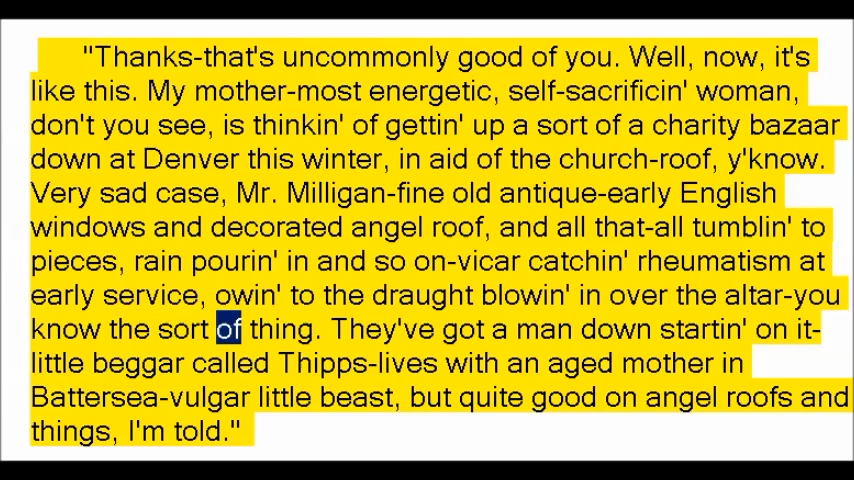 "Thanks-that's uncommonly good of you. Well, now, it's
like this. My mother-most energetic, self-sacrificin' woman,
don't you see, is thinkin' of gettin' up a sort of a charity bazaar
down at Denver this winter, in aid of the church-roof, y'know.
Very sad case, Mr. Milligan-fine old antique-early English
windows and decorated angel roof, and all that-all tumblin' to
pieces, rain pourin' in and so on-vicar catchin' rheumatism at
early service, owin' to the draught blowin' in over the altar-you
know the sort of thing. They've got a man down startin' on it-
little beggar called Thipps-lives with an aged mother in
Battersea-vulgar little beast, but quite good on angel roofs and
things, I'm told."